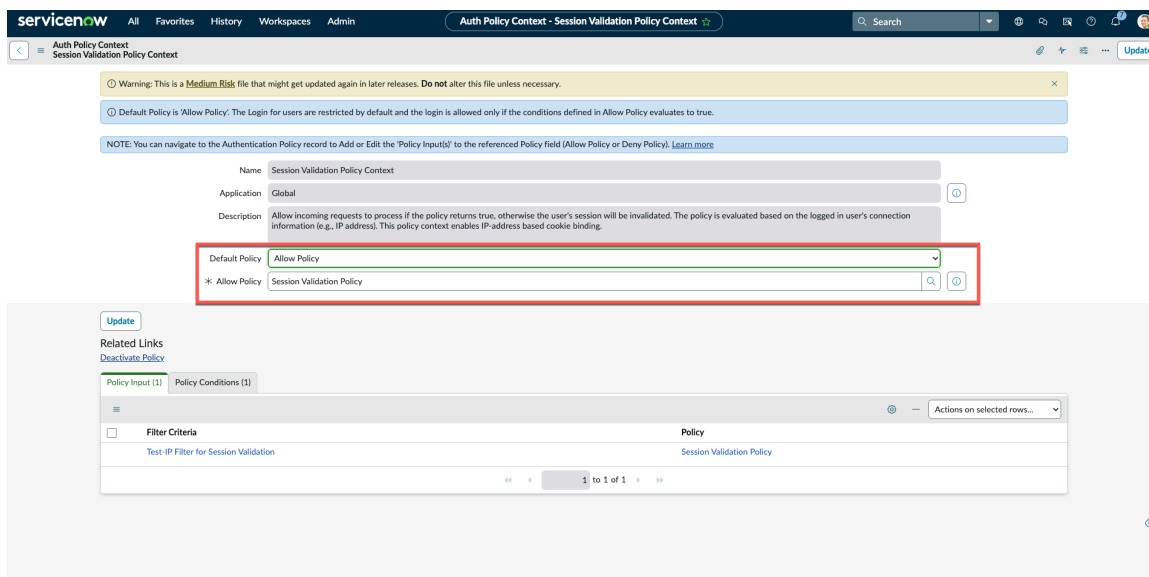 servicenow All Favorites History Workspaces Admin Auth Policy Context - Session Validation Policy Context Search 7
Auth Policy Context
Session Validation Policy Context
Update
Warning: This is a Medium Risk file that might get updated again in later releases. Do not alter this file unless necessary.
Default Policy is 'Allow Policy'. The Login for users are restricted by default and the login is allowed only if the conditions defined in Allow Policy evaluates to true.
NOTE: You can navigate to the Authentication Policy record to Add or Edit the 'Policy Input(s)' to the referenced Policy field (Allow Policy or Deny Policy). Learn more
Name Session Validation Policy Context
Application Global
Description Allow incoming requests to process if the policy returns true, otherwise the user's session will be invalidated. The policy is evaluated based on the logged in user's connection
information (e.g., IP address). This policy context enables IP-address based cookie binding.
Default Policy Allow Policy
Allow Policy Session Validation Policy
Update
Related Links
Deactivate Policy
Policy Input (1) Policy Conditions (1)
Actions on selected rows...
Filter Criteria Policy
Test-IP Filter for Session Validation Session Validation Policy
1 to 1 of 1